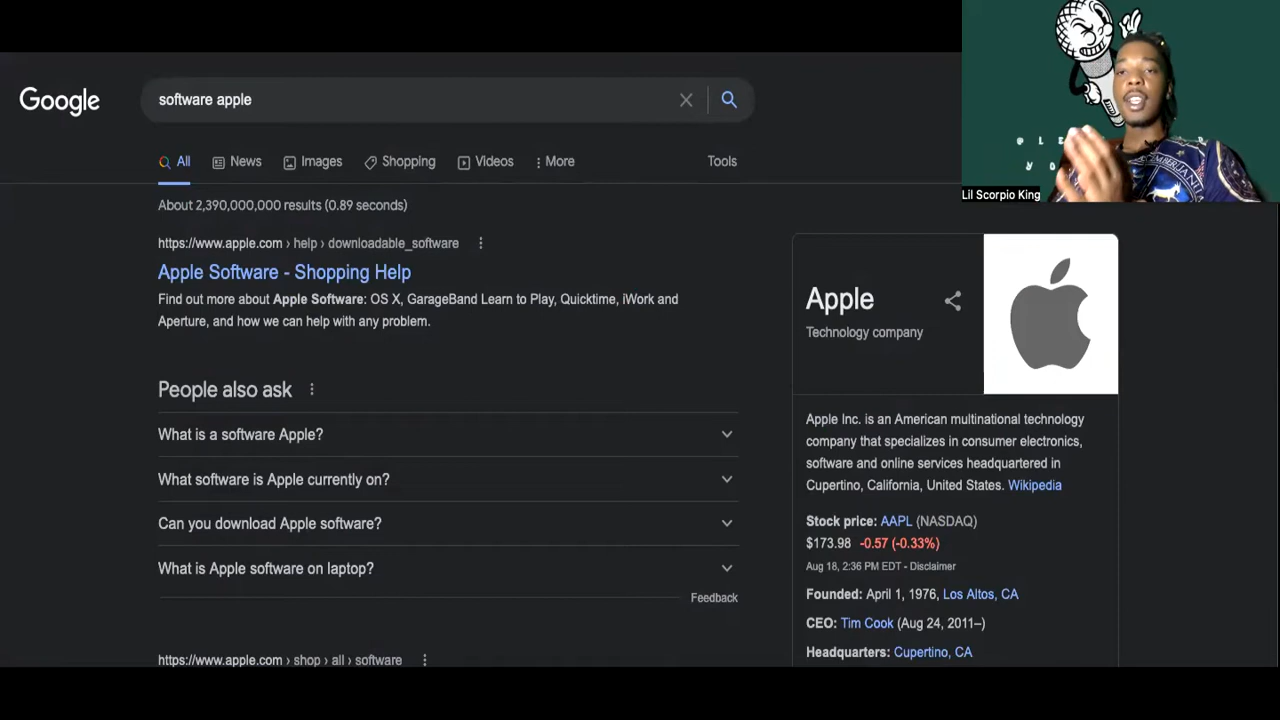 Google
software apple
All
News
Images
Shopping
Videos
More
Tools
About 2,390,000,000 results (0.89 seconds)
https://www.apple.com › help › downloadable_software
Apple Software - Shopping Help
Find out more about Apple Software: OS X, GarageBand Learn to Play, Quicktime, iWork and
Aperture, and how we can help with any problem.
People also ask
What is a software Apple?
What software is Apple currently on?
Can you download Apple software?
What is Apple software on laptop?
Feedback
https://www.apple.com › shop › all › software
Lil Scorpio King
Apple
Technology company
Apple Inc. is an American multinational technology
company that specializes in consumer electronics,
software and online services headquartered in
Cupertino, California, United States. Wikipedia
Stock price: AAPL (NASDAQ)
$173.98 -0.57 (-0.33%)
Aug 18, 2:36 PM EDT - Disclaimer
Founded: April 1, 1976, Los Altos, CA
CEO: Tim Cook (Aug 24, 2011–)
Headquarters: Cupertino, CA